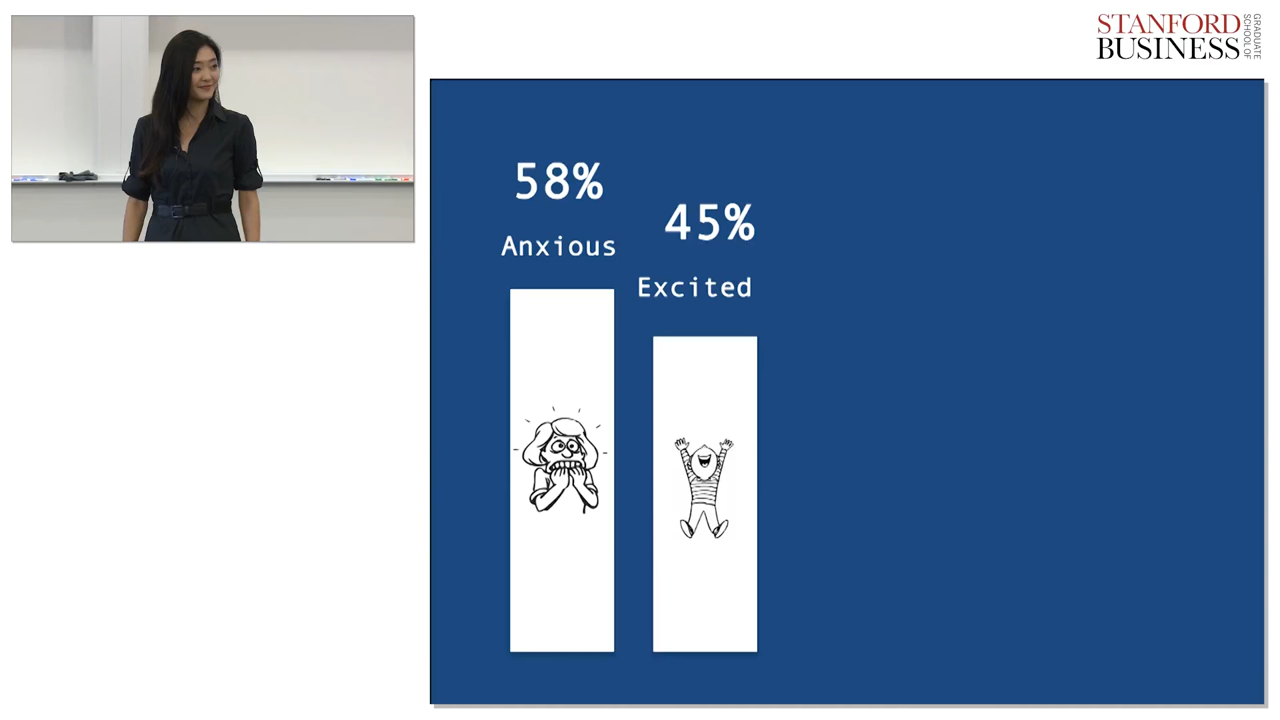 STANFORD
BUSINESS
GRADUATE
SCHOOL OF
58%
45%
Anxious
Excited